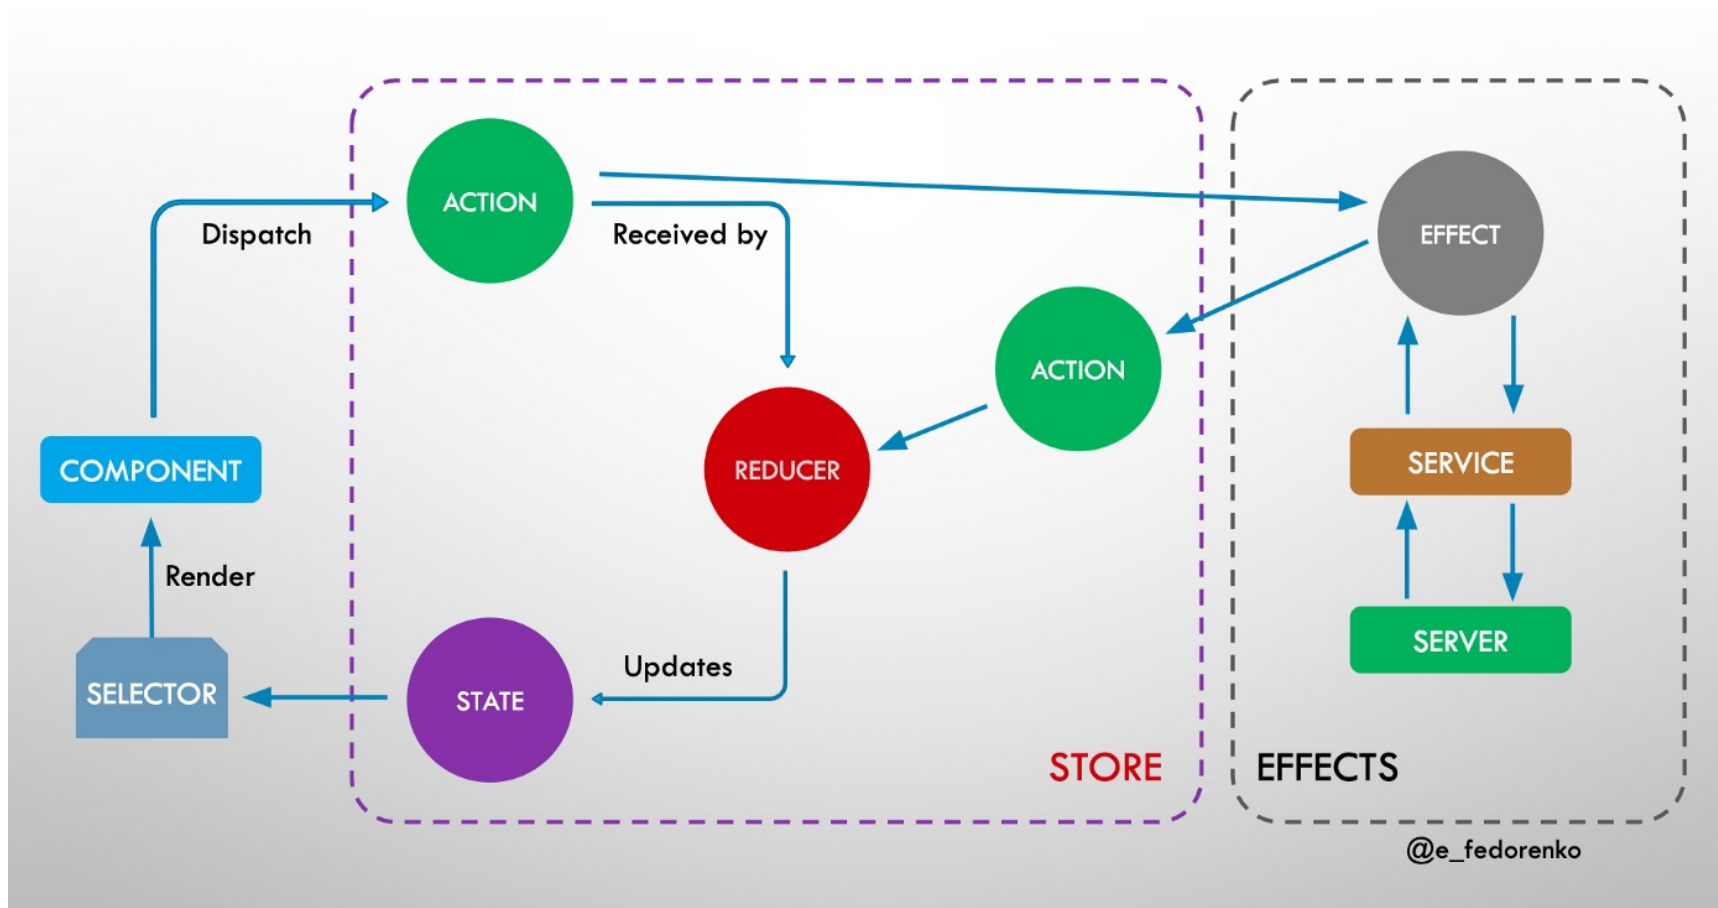 ACTION
Dispatch
Received by
EFFECT
ACTION
COMPONENT
REDUCER
SERVICE
Render
SERVER
Updates
SELECTOR
STATE
STORE
EFFECTS
@e_fedorenko